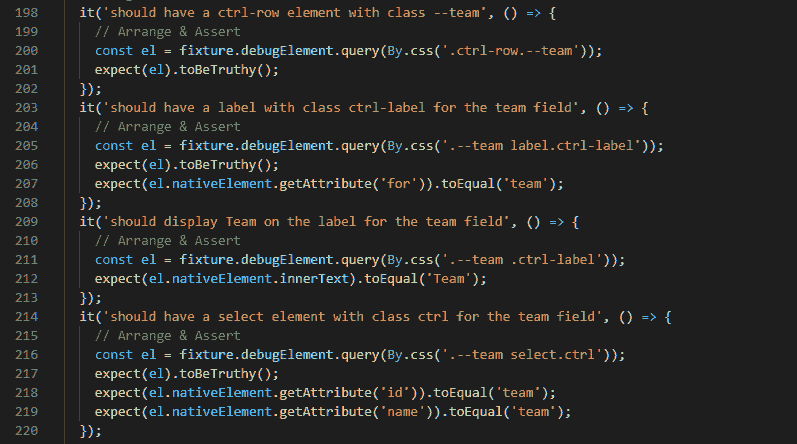 198 it('should have a ctrl-row element with class --team', () => {
199 // Arrange & Assert
200 const el = fixture.debugElement.query(By.css('.ctrl-row.--team'));
201 expect(el).toBeTruthy();
202 });
203 it('should have a label with class ctrl-label for the team field', () => {
204 // Arrange & Assert
205 const el = fixture.debugElement.query(By.css('.--team label.ctrl-label'));
206 expect(el).toBeTruthy();
207 expect(el.nativeElement.getAttribute('for')).toEqual('team');
208 });
209 it('should display Team on the label for the team field', () => {
210 // Arrange & Assert
211 const el = fixture.debugElement.query(By.css('.--team .ctrl-label'));
212 expect(el.nativeElement.innerText).toEqual('Team');
213 });
214 it('should have a select element with class ctrl for the team field', () => {
215 // Arrange & Assert
216 const el = fixture.debugElement.query(By.css('.--team select.ctrl'));
217 expect(el).toBeTruthy();
218 expect(el.nativeElement.getAttribute('id')).toEqual('team');
219 expect(el.nativeElement.getAttribute('name')).toEqual('team');
220 });